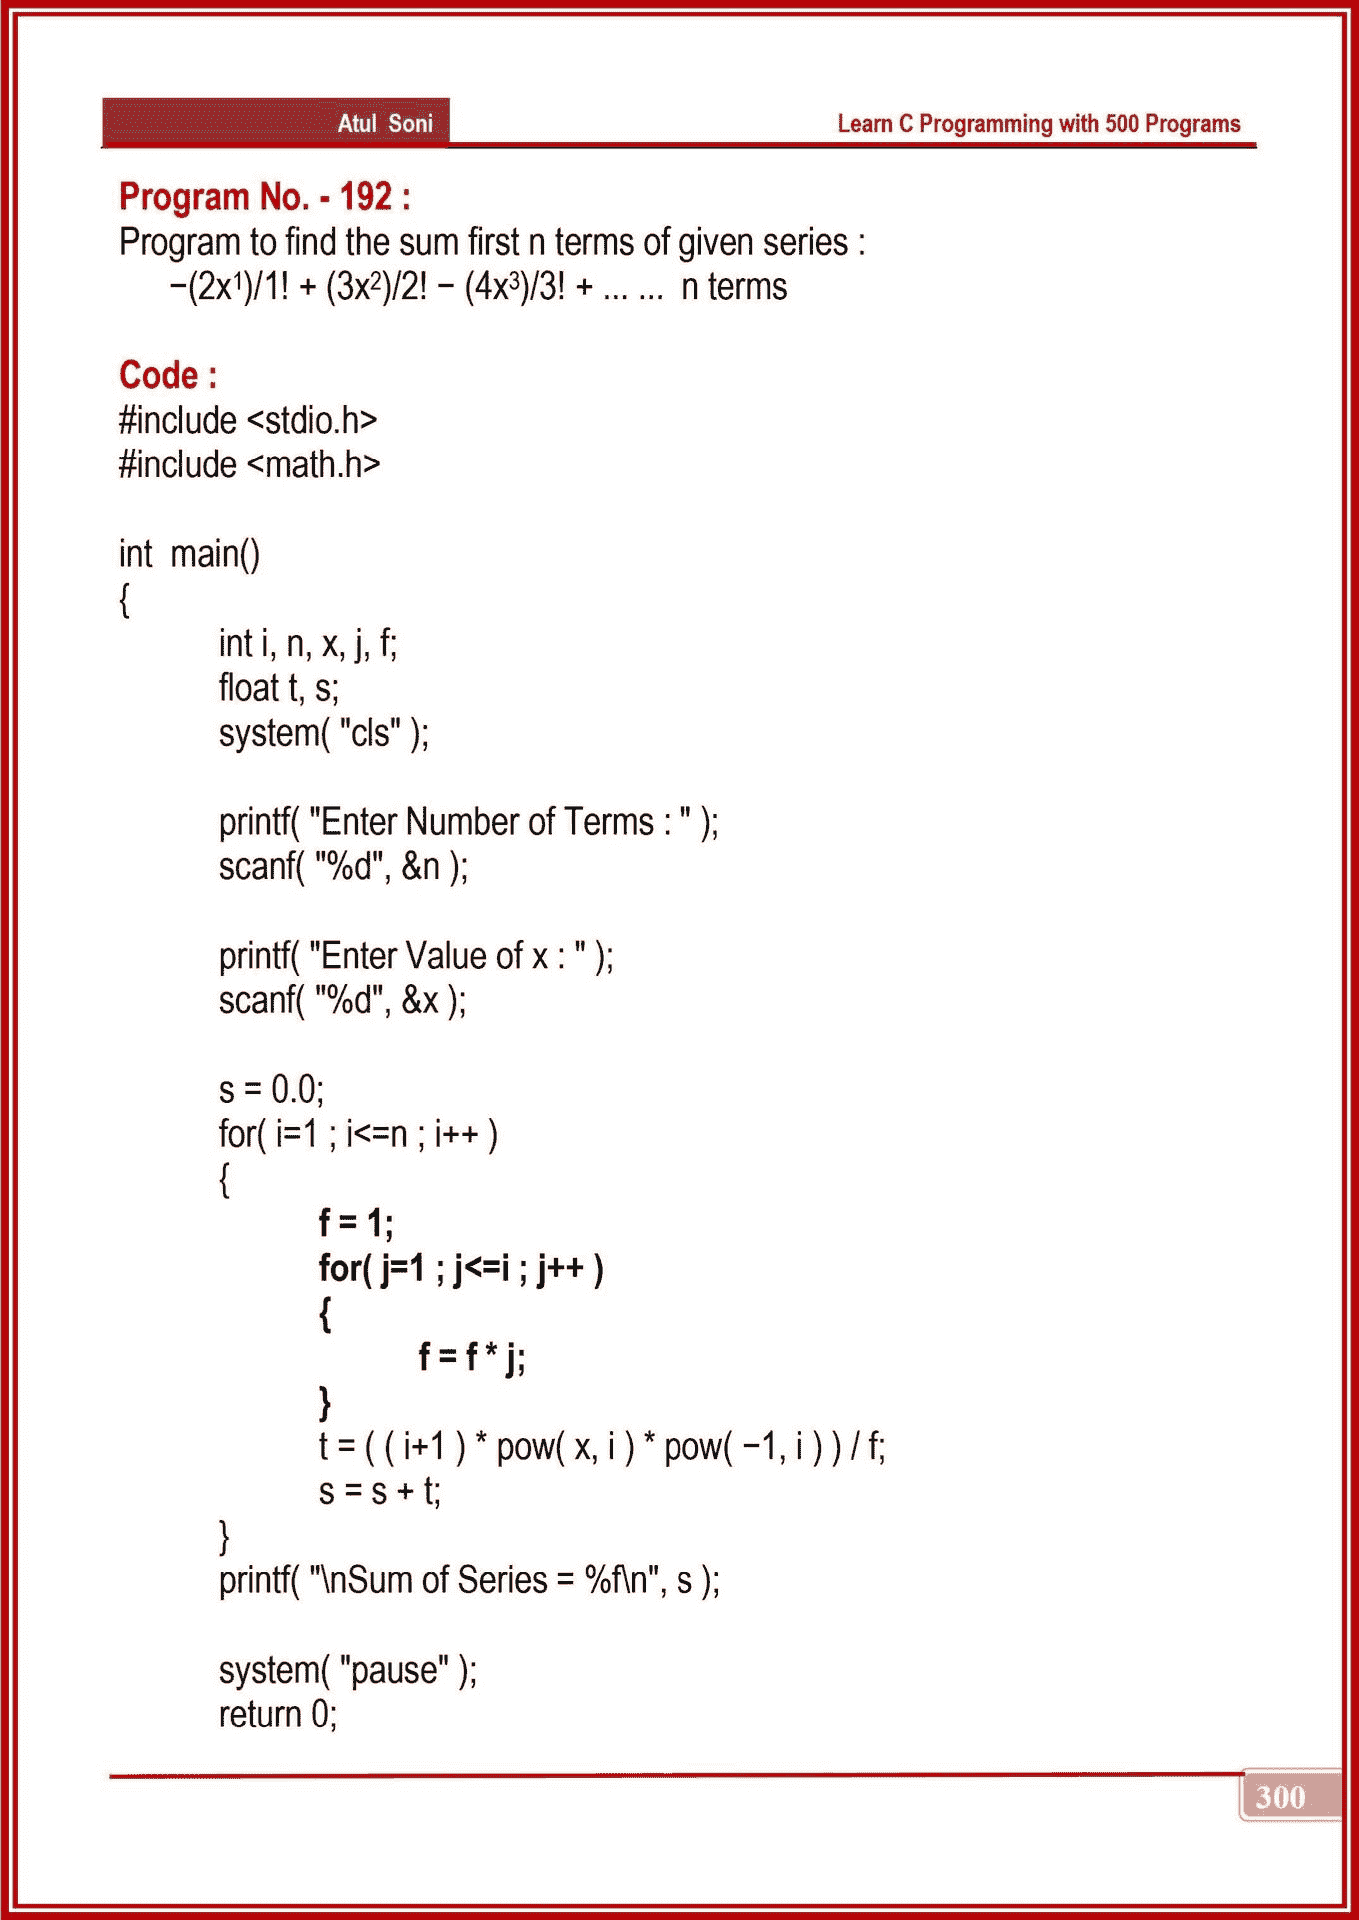 Atul Soni
Learn C Programming with 500 Programs
Program No. - 192 :
Program to find the sum first n terms of given series :
−(2x¹)/1! + (3x²)/2! − (4x³)/3! + ... ... n terms
Code :
#include <stdio.h>
#include <math.h>
int main()
{
int i, n, x, j, f;
float t, s;
system( "cls" );
printf( "Enter Number of Terms : " );
scanf( "%d", &n );
printf( "Enter Value of x : " );
scanf( "%d", &x );
s = 0.0;
for( i=1 ; i<=n ; i++ )
{
f = 1;
for( j=1 ; j<=i ; j++ )
{
f = f * j;
}
t = ( ( i+1 ) * pow( x, i ) * pow( −1, i ) ) / f;
s = s + t;
}
printf( "\nSum of Series = %f\n", s );
system( "pause" );
return 0;
300